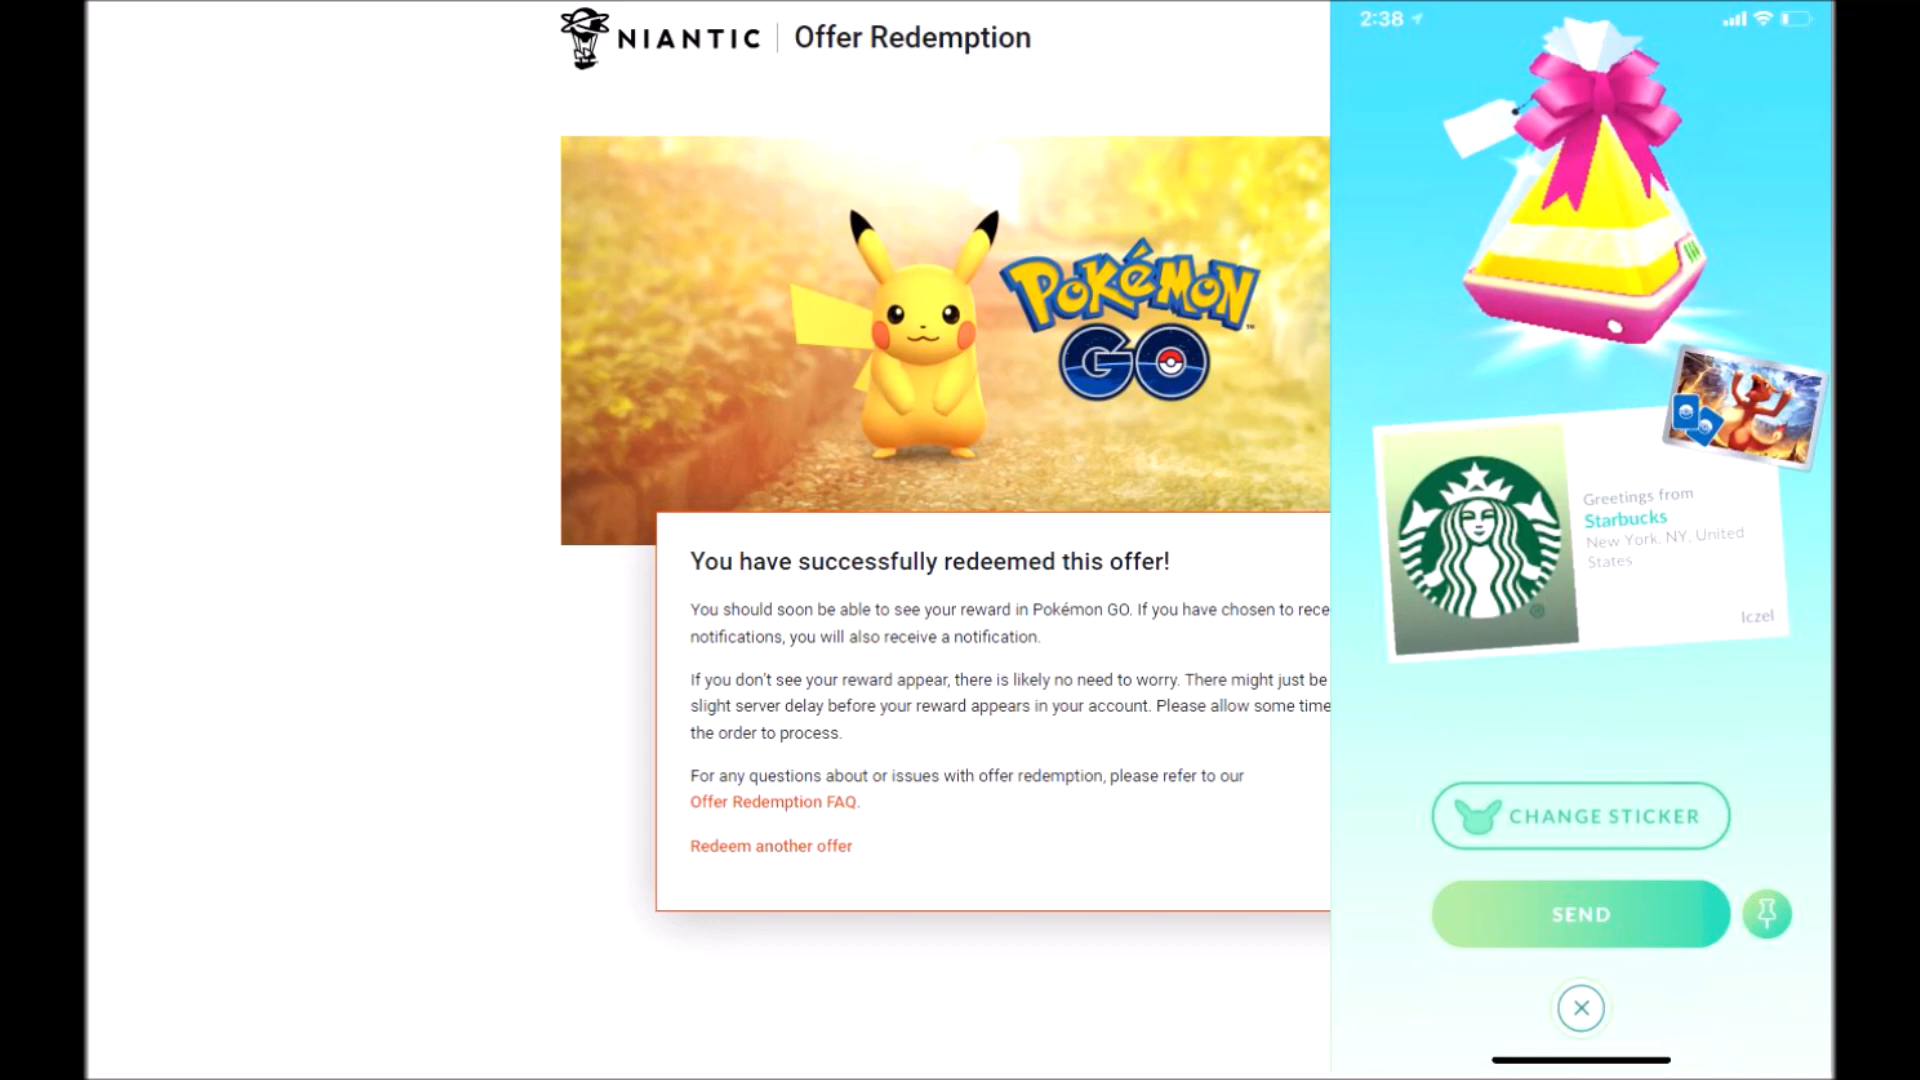 NIANTIC
Offer Redemption
POKéMON
GO
™
You have successfully redeemed this offer!
You should soon be able to see your reward in Pokémon GO. If you have chosen to rece
notifications, you will also receive a notification.
If you don't see your reward appear, there is likely no need to worry. There might just be
slight server delay before your reward appears in your account. Please allow some time
the order to process.
For any questions about or issues with offer redemption, please refer to our
Offer Redemption FAQ.
Redeem another offer
2:38
Greetings from
Starbucks
New York, NY, United
States
Iczel
CHANGE STICKER
SEND